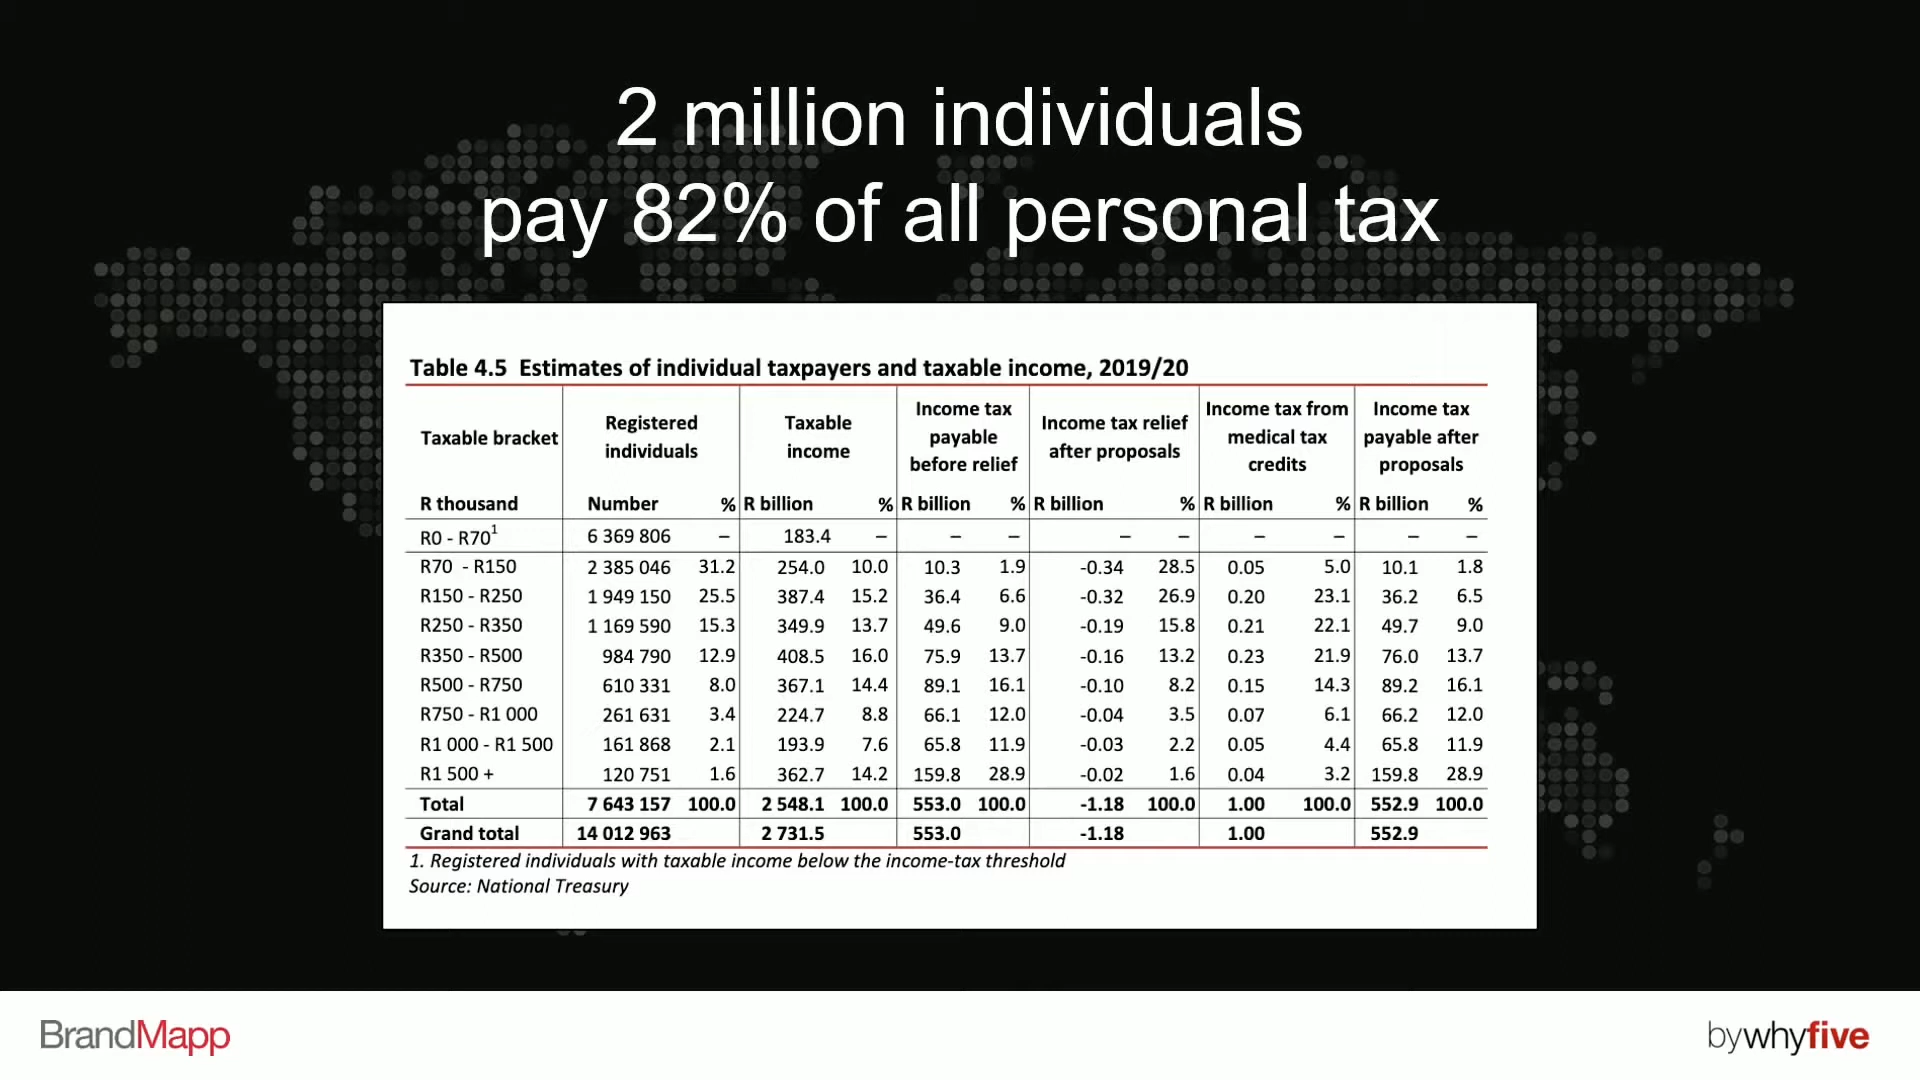 2 million individuals
pay 82% of all personal tax
Table 4.5 Estimates of individual taxpayers and taxable income, 2019/20
Taxable bracket Registered individuals Taxable income Income tax payable before relief Income tax relief after proposals Income tax from medical tax credits Income tax payable after proposals
R thousand Number % R billion % R billion % R billion % R billion % R billion %
R0 - R70¹ 6 369 806 – 183.4 – – – – – – – – –
R70 - R150 2 385 046 31.2 254.0 10.0 10.3 1.9 -0.34 28.5 0.05 5.0 10.1 1.8
R150 - R250 1 949 150 25.5 387.4 15.2 36.4 6.6 -0.32 26.9 0.20 23.1 36.2 6.5
R250 - R350 1 169 590 15.3 349.9 13.7 49.6 9.0 -0.19 15.8 0.21 22.1 49.7 9.0
R350 - R500 984 790 12.9 408.5 16.0 75.9 13.7 -0.16 13.2 0.23 21.9 76.0 13.7
R500 - R750 610 331 8.0 367.1 14.4 89.1 16.1 -0.10 8.2 0.15 14.3 89.2 16.1
R750 - R1 000 261 631 3.4 224.7 8.8 66.1 12.0 -0.04 3.5 0.07 6.1 66.2 12.0
R1 000 - R1 500 161 868 2.1 193.9 7.6 65.8 11.9 -0.03 2.2 0.05 4.4 65.8 11.9
R1 500 + 120 751 1.6 362.7 14.2 159.8 28.9 -0.02 1.6 0.04 3.2 159.8 28.9
Total 7 643 157 100.0 2 548.1 100.0 553.0 100.0 -1.18 100.0 1.00 100.0 552.9 100.0
Grand total 14 012 963 2 731.5 553.0 -1.18 1.00 552.9
1. Registered individuals with taxable income below the income-tax threshold
Source: National Treasury
BrandMapp bywhyfive